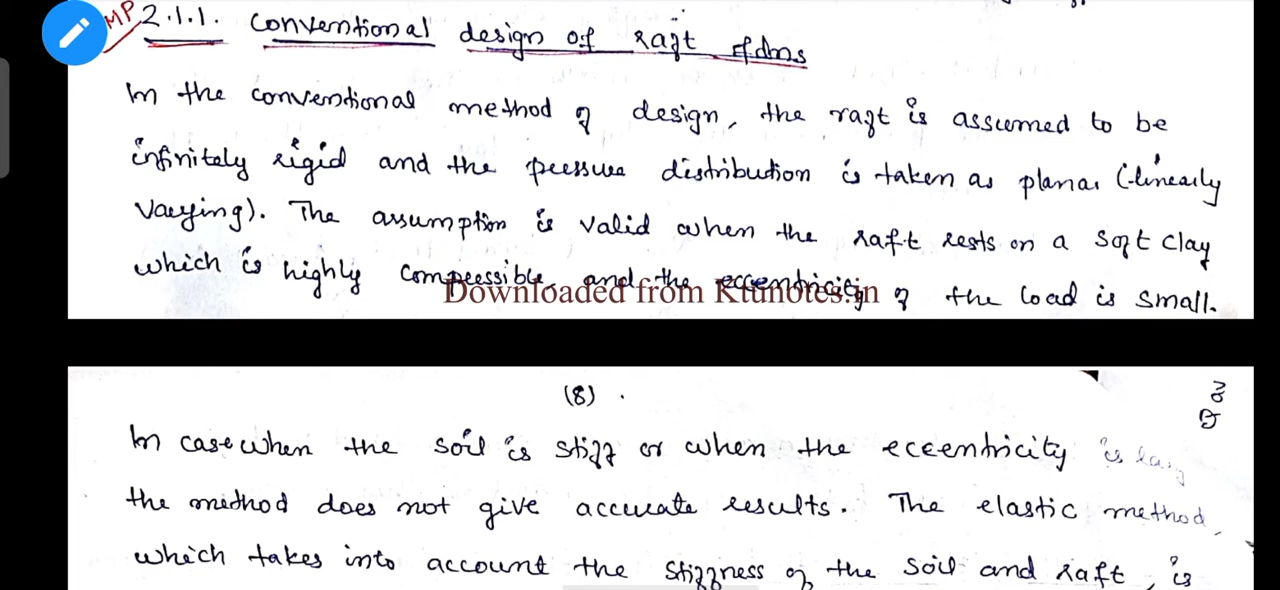 IMP 2.1.1. Conventional design of raft fdns
In the conventional method of design, the raft is assumed to be
infinitely rigid and the pressure distribution is taken as planar (linearly
varying). The assumption is valid when the raft rests on a soft clay
which is highly compressible, and the eccentricity of the load is small.
Downloaded from Ktunotes.in
(8).
In case when the soil is stiff or when the eccentricity is
the method does not give accurate results. The elastic method,
which takes into account the stiffness of the soil and raft, is